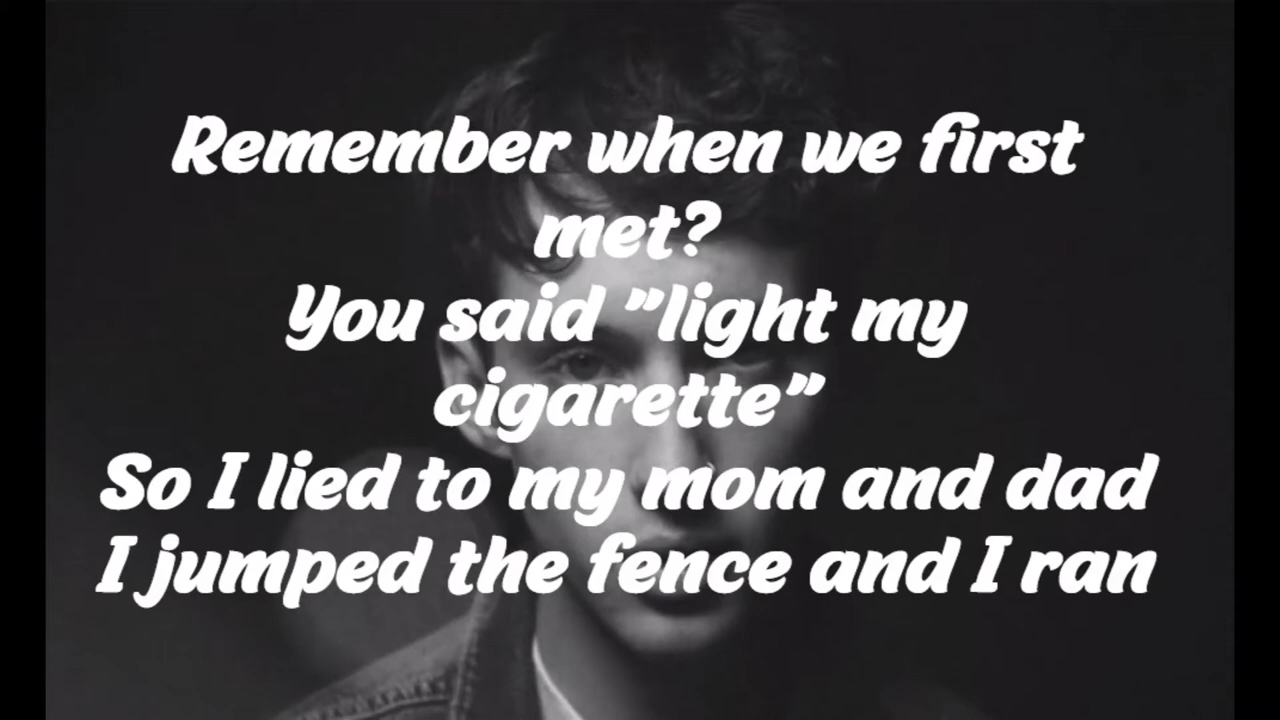 Remember when we first
met?
You said "light my
cigarette"
So I lied to my mom and dad
I jumped the fence and I ran